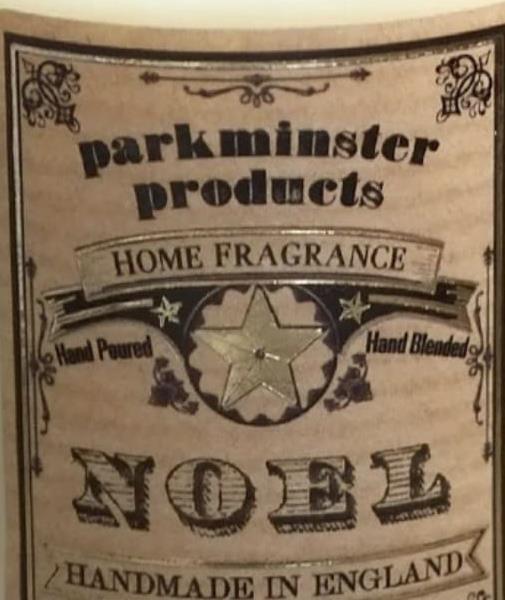 parkminster
products
HOME FRAGRANCE
Hand Poured Hand Blended
NOEL
HANDMADE IN ENGLAND